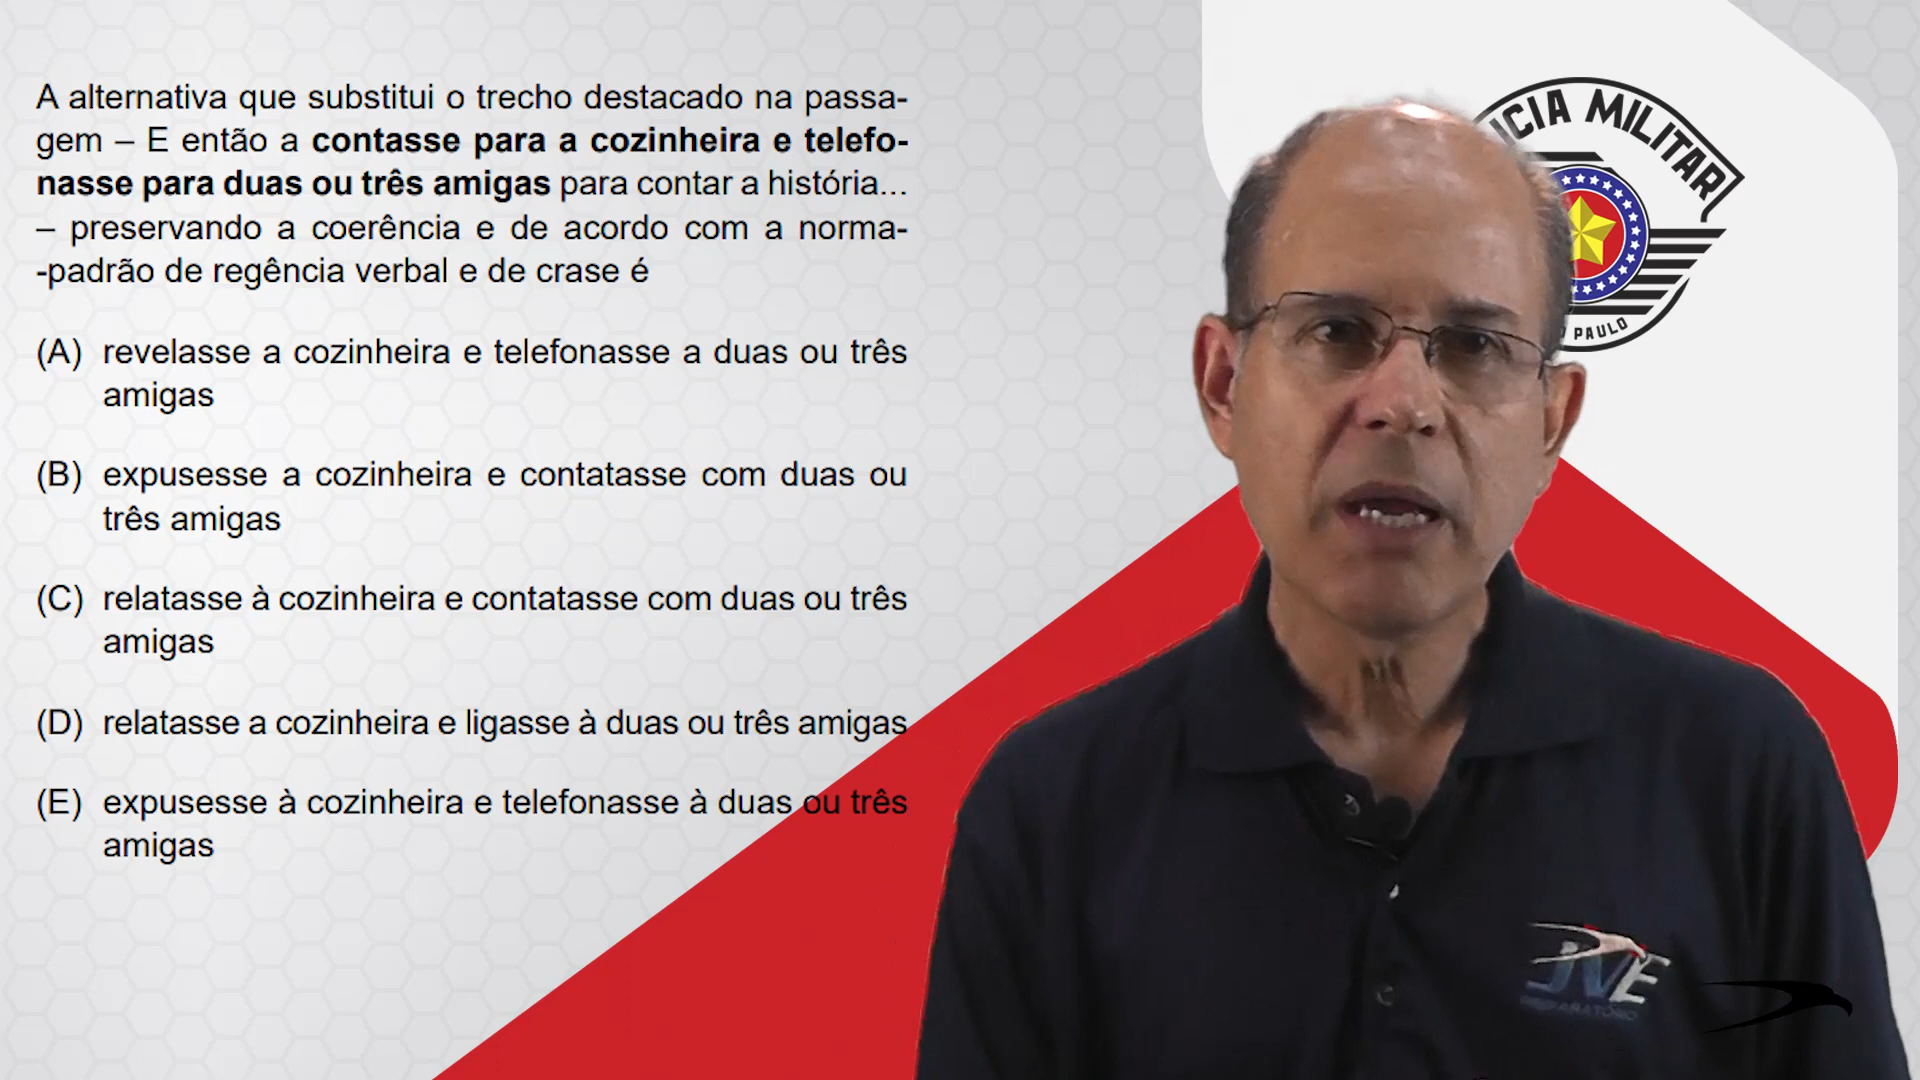 A alternativa que substitui o trecho destacado na passa-
gem – E então a contasse para a cozinheira e telefo-
nasse para duas ou três amigas para contar a história...
– preservando a coerência e de acordo com a norma-
-padrão de regência verbal e de crase é
(A) revelasse a cozinheira e telefonasse a duas ou três
amigas
(B) expusesse a cozinheira e contatasse com duas ou
três amigas
(C) relatasse à cozinheira e contatasse com duas ou três
amigas
(D) relatasse a cozinheira e ligasse à duas ou três amigas
(E) expusesse à cozinheira e telefonasse à duas ou três
amigas
ICIA MILITAR
PAULO
JVE
PREPARATÓRIO